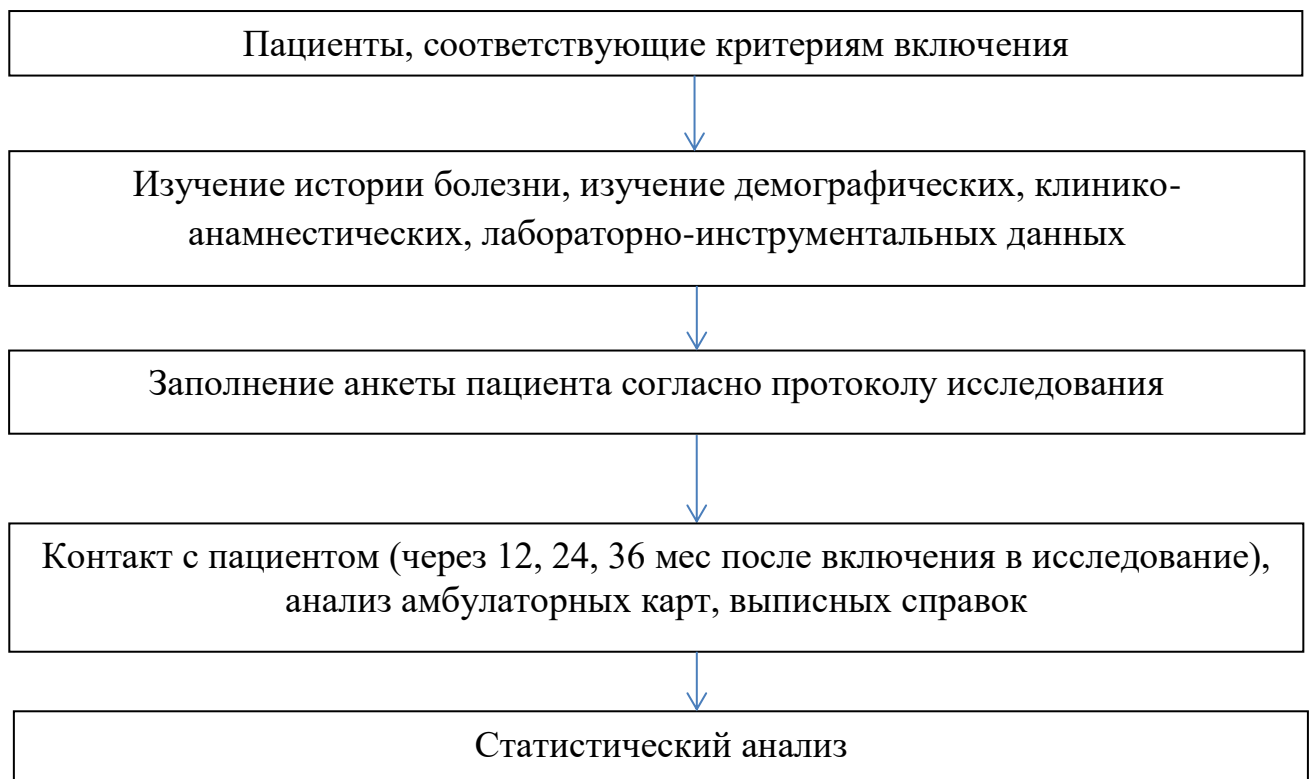 Пациенты, соответствующие критериям включения
Изучение истории болезни, изучение демографических, клинико-
анамнестических, лабораторно-инструментальных данных
Заполнение анкеты пациента согласно протоколу исследования
Контакт с пациентом (через 12, 24, 36 мес после включения в исследование),
анализ амбулаторных карт, выписных справок
Статистический анализ